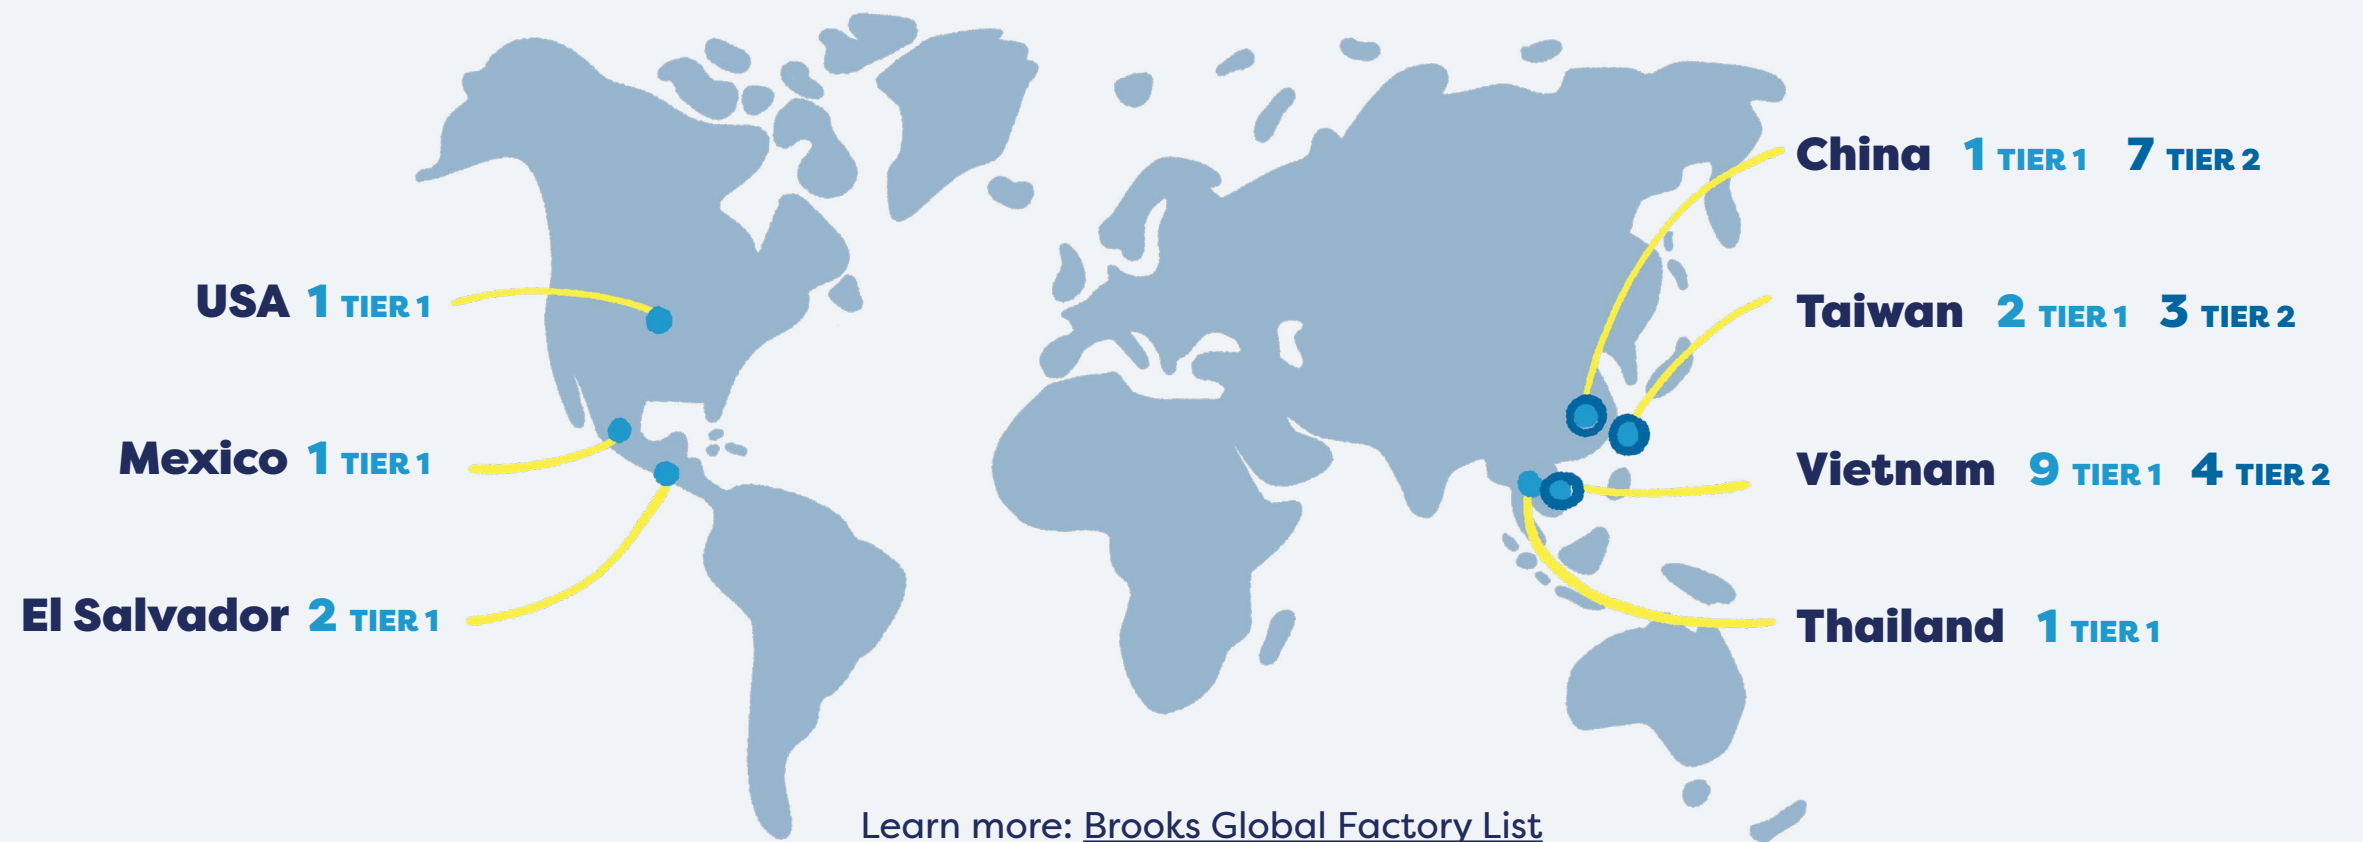 USA 1 TIER 1
Mexico 1 TIER 1
El Salvador 2 TIER 1
China 1 TIER 1 7 TIER 2
Taiwan 2 TIER 1 3 TIER 2
Vietnam 9 TIER 1 4 TIER 2
Thailand 1 TIER 1
Learn more: Brooks Global Factory List